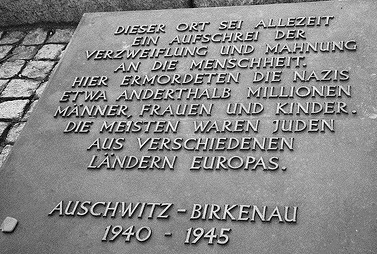 DIESER ORT SEI ALLEZEIT
EIN AUFSCHREI DER
VERZWEIFLUNG UND MAHNUNG
AN DIE MENSCHHEIT.
HIER ERMORDETEN DIE NAZIS
ETWA ANDERTHALB MILLIONEN
MÄNNER, FRAUEN UND KINDER.
DIE MEISTEN WAREN JUDEN
AUS VERSCHIEDENEN
LÄNDERN EUROPAS.
AUSCHWITZ-BIRKENAU
1940 - 1945